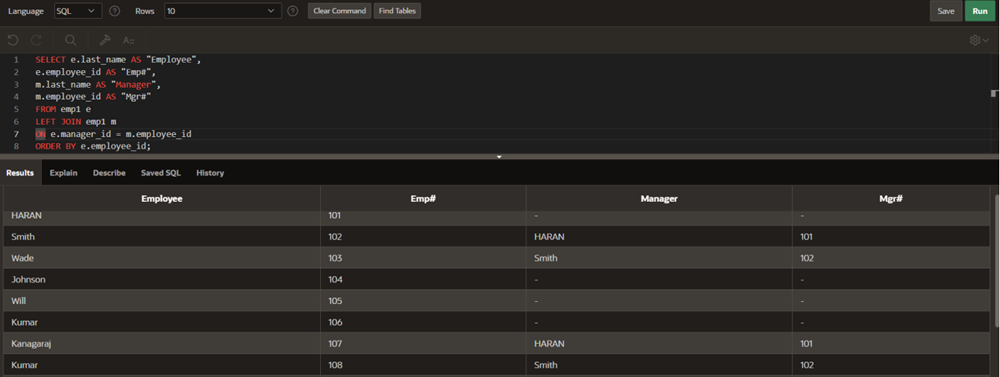 Language SQL Rows 10 Clear Command Find Tables Save Run
A=
1 SELECT e.last_name AS "Employee",
2 e.employee_id AS "Emp#",
3 m.last_name AS "Manager",
4 m.employee_id AS "Mgr#"
5 FROM emp1 e
6 LEFT JOIN emp1 m
7 ON e.manager_id = m.employee_id
8 ORDER BY e.employee_id;
Results Explain Describe Saved SQL History
Employee Emp# Manager Mgr#
HARAN 101 - -
Smith 102 HARAN 101
Wade 103 Smith 102
Johnson 104 - -
Will 105 - -
Kumar 106 - -
Kanagaraj 107 HARAN 101
Kumar 108 Smith 102